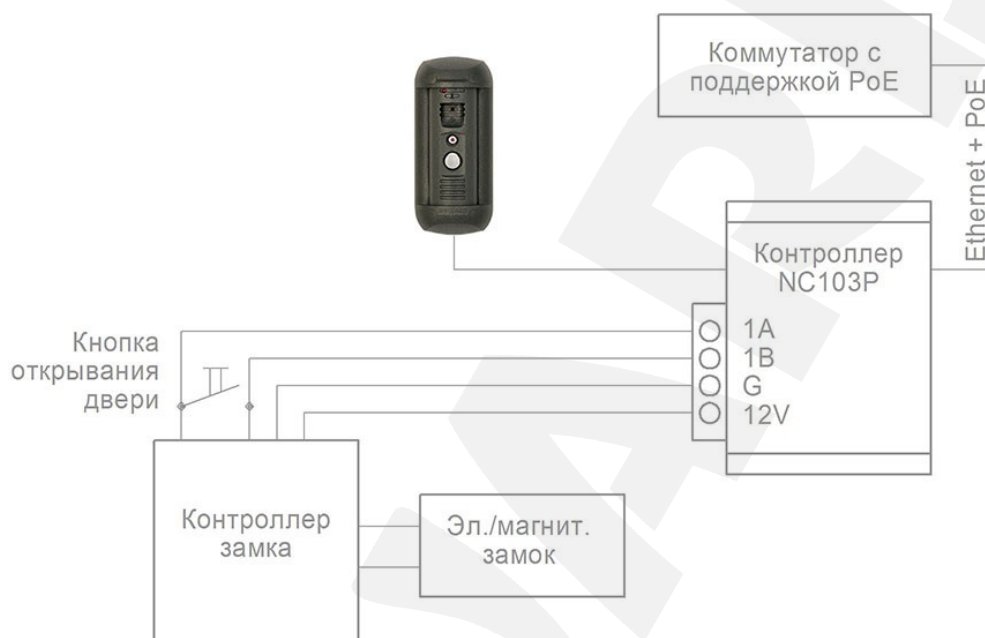 Коммутатор с
поддержкой PoE
Ethernet + PoE
Контроллер
NC103P
1A
1B
G
12V
Кнопка
открывания
двери
Контроллер
замка
Эл./магнит.
замок